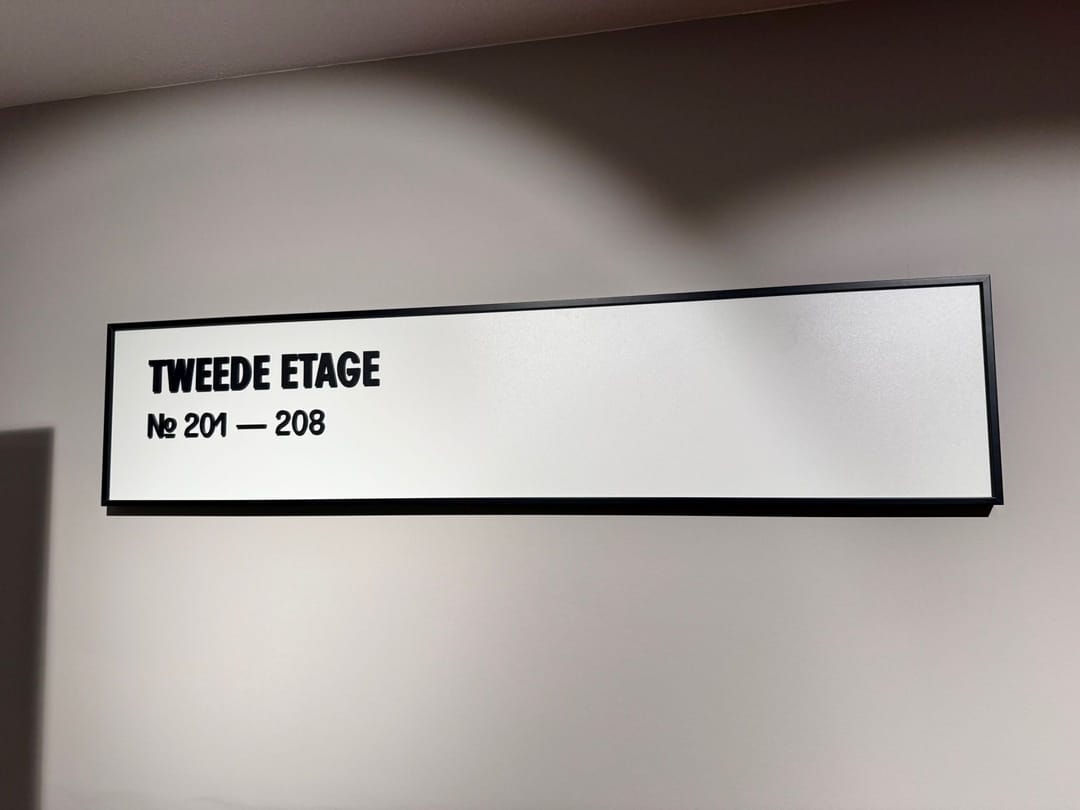 TWEEDE ETAGE
№ 201 — 208